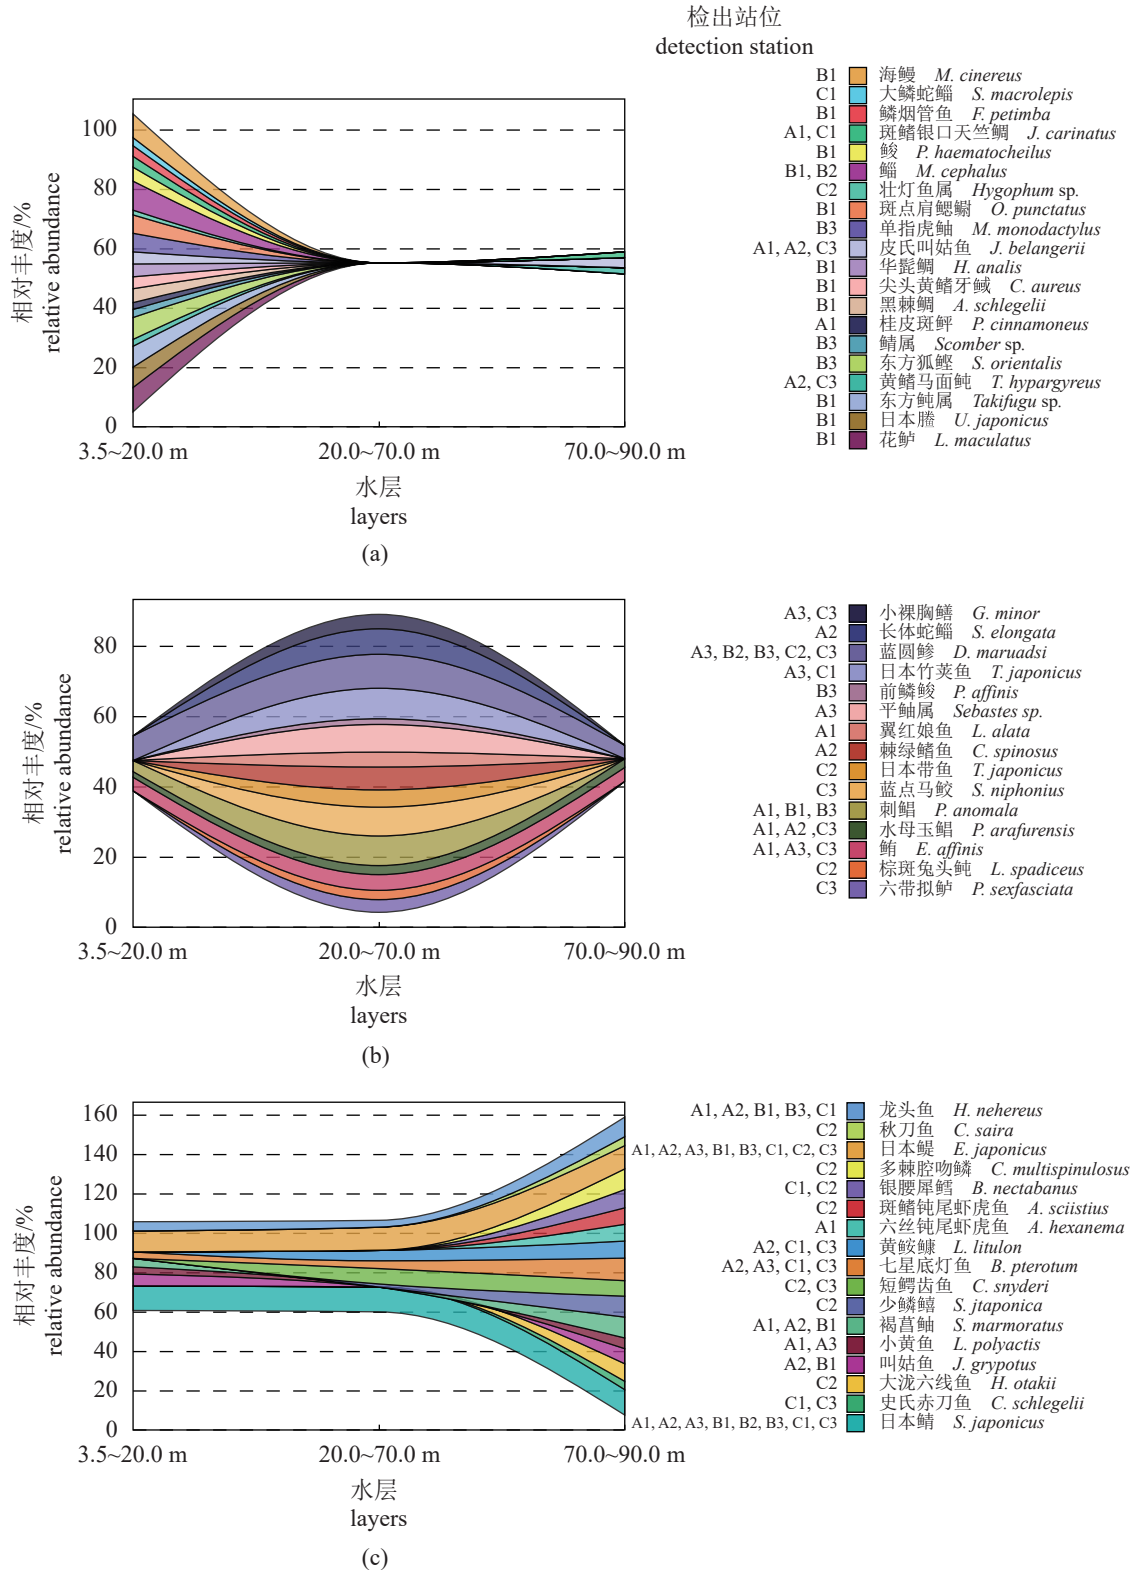 检出站位
detection station
B1 海鳗 M. cinereus
C1 大鳞蛇鲻 S. macrolepis
B1 鳞烟管鱼 F. petimba
A1, C1 斑鳍银口天竺鲷 J. carinatus
B1 鮻 P. haematocheilus
B1, B2 鲻 M. cephalus
C2 壮灯鱼属 Hygophum sp.
B1 斑点肩鳃鳚 O. punctatus
B3 单指虎鲉 M. monodactylus
A1, A2, C3 皮氏叫姑鱼 J. belangerii
B1 华髭鲷 H. analis
B1 尖头黄鳍牙䱛 C. aureus
B1 黑棘鲷 A. schlegelii
A1 桂皮斑鲆 P. cinnamoneus
B3 鲭属 Scomber sp.
B3 东方狐鲣 S. orientalis
A2, C3 黄鳍马面鲀 T. hypargyreus
B1 东方鲀属 Takifugu sp.
B1 日本䲢 U. japonicus
B1 花鲈 L. maculatus
相对丰度/%
relative abundance
100
80
60
40
20
0
3.5~20.0 m 20.0~70.0 m 70.0~90.0 m
水层
layers
(a)
A3, C3 小裸胸鳝 G. minor
A2 长体蛇鲻 S. elongata
A3, B2, B3, C2, C3 蓝圆鲹 D. maruadsi
A3, C1 日本竹荚鱼 T. japonicus
B3 前鳞鮻 P. affinis
A3 平鲉属 Sebastes sp.
A1 翼红娘鱼 L. alata
A2 棘绿鳍鱼 C. spinosus
C2 日本带鱼 T. japonicus
C3 蓝点马鲛 S. niphonius
A1, B1, B3 刺鲳 P. anomala
A1, A2 ,C3 水母玉鲳 P. arafurensis
A1, A3, C3 鲔 E. affinis
C2 棕斑兔头鲀 L. spadiceus
C3 六带拟鲈 P. sexfasciata
相对丰度/%
relative abundance
80
60
40
20
0
3.5~20.0 m 20.0~70.0 m 70.0~90.0 m
水层
layers
(b)
A1, A2, B1, B3, C1 龙头鱼 H. nehereus
C2 秋刀鱼 C. saira
A1, A2, A3, B1, B3, C1, C2, C3 日本鳀 E. japonicus
C2 多棘腔吻鳞 C. multispinulosus
C1, C2 银腰犀鳕 B. nectabanus
C2 斑鳍钝尾虾虎鱼 A. sciistius
A1 六丝钝尾虾虎鱼 A. hexanema
A2, C1, C3 黄鮟鱇 L. litulon
A2, A3, C1, C3 七星底灯鱼 B. pterotum
C2, C3 短鳄齿鱼 C. snyderi
C2 少鳞鱚 S. jtaponica
A1, A2, B1 褐菖鲉 S. marmoratus
A1, A3 小黄鱼 L. polyactis
A2, B1 叫姑鱼 J. grypotus
C2 大泷六线鱼 H. otakii
C1, C3 史氏赤刀鱼 C. schlegelii
A1, A2, A3, B1, B2, B3, C1, C3 日本鲭 S. japonicus
相对丰度/%
relative abundance
160
140
120
100
80
60
40
20
0
3.5~20.0 m 20.0~70.0 m 70.0~90.0 m
水层
layers
(c)